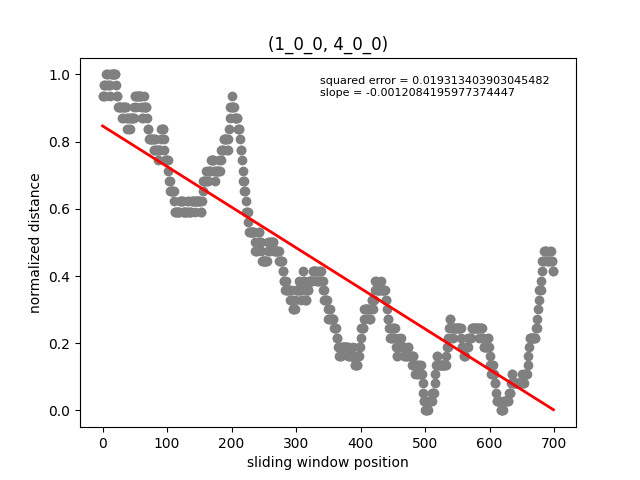 (1_0_0, 4_0_0)
squared error = 0.019313403903045482
slope = -0.0012084195977374447
normalized distance
1.0
0.8
0.6
0.4
0.2
0.0
0 100 200 300 400 500 600 700
sliding window position